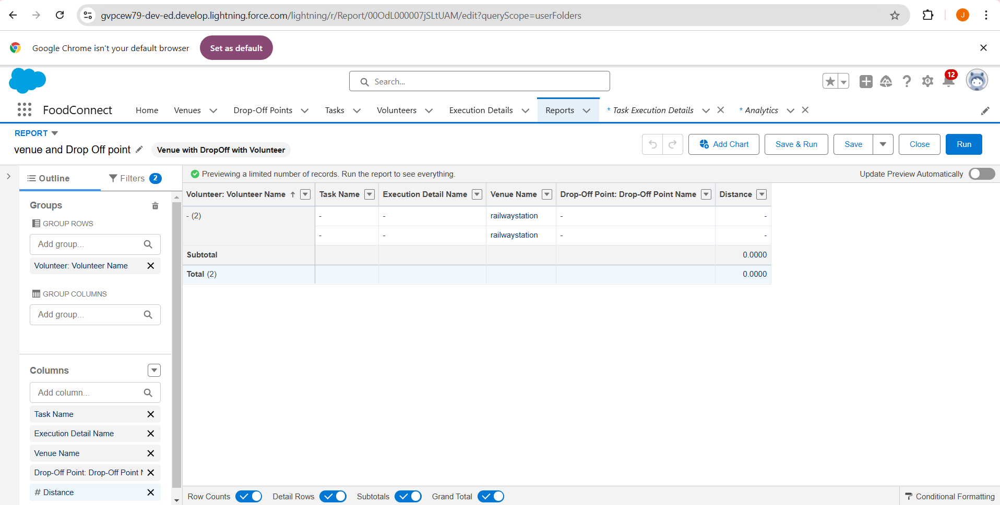 gvpcew79-dev-ed.develop.lightning.force.com/lightning/r/Report/00OdL000007jSLtUAM/edit?queryScope=userFolders
J
Google Chrome isn't your default browser
Set as default
Search...
12
FoodConnect
Home
Venues
Drop-Off Points
Tasks
Volunteers
Execution Details
Reports
* Task Execution Details
* Analytics
REPORT
venue and Drop Off point
Venue with DropOff with Volunteer
Add Chart
Save & Run
Save
Close
Run
Outline
Filters 2
Previewing a limited number of records. Run the report to see everything.
Update Preview Automatically
Groups
GROUP ROWS
Add group...
Volunteer: Volunteer Name
GROUP COLUMNS
Add group...
Columns
Add column...
Task Name
Execution Detail Name
Venue Name
Drop-Off Point: Drop-Off Point N
# Distance
Volunteer: Volunteer Name ↑ Task Name Execution Detail Name Venue Name Drop-Off Point: Drop-Off Point Name Distance
- (2) - - railwaystation - -
- - railwaystation - -
Subtotal 0.0000
Total (2) 0.0000
Row Counts
Detail Rows
Subtotals
Grand Total
Conditional Formatting